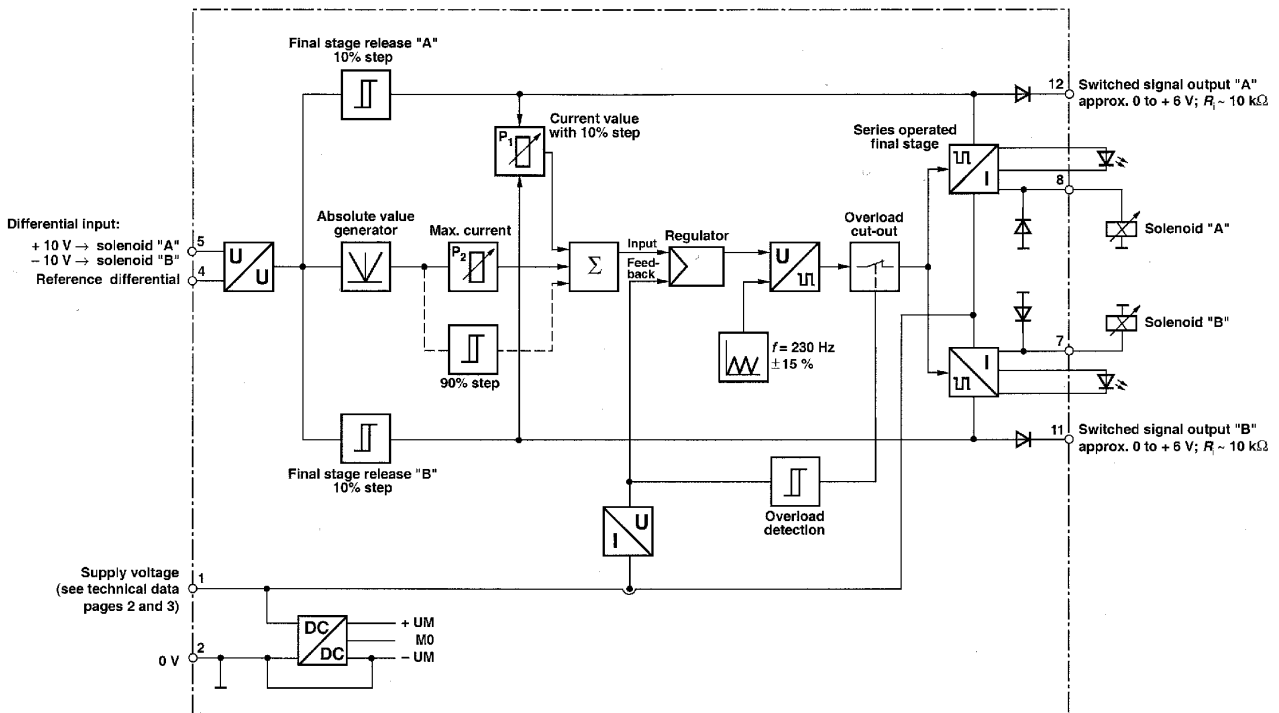 Final stage release "A"
10% step
12
Switched signal output "A"
approx. 0 to + 6 V; Ri ~ 10 kΩ
P1
Current value
with 10% step
Series operated
final stage
I
8
Solenoid "A"
Differential input:
+ 10 V → solenoid "A"
− 10 V → solenoid "B"
Reference differential
5
4
U
U
Absolute value
generator
Max. current
P2
Σ
Input
Feed-
back
Regulator
U
Overload
cut-out
90% step
f = 230 Hz
±15 %
Solenoid "B"
7
I
11
Switched signal output "B"
approx. 0 to + 6 V; Ri ~ 10 kΩ
Final stage release "B"
10% step
Overload
detection
U
I
Supply voltage
(see technical data
pages 2 and 3)
1
DC
DC
+ UM
M0
− UM
2
0 V